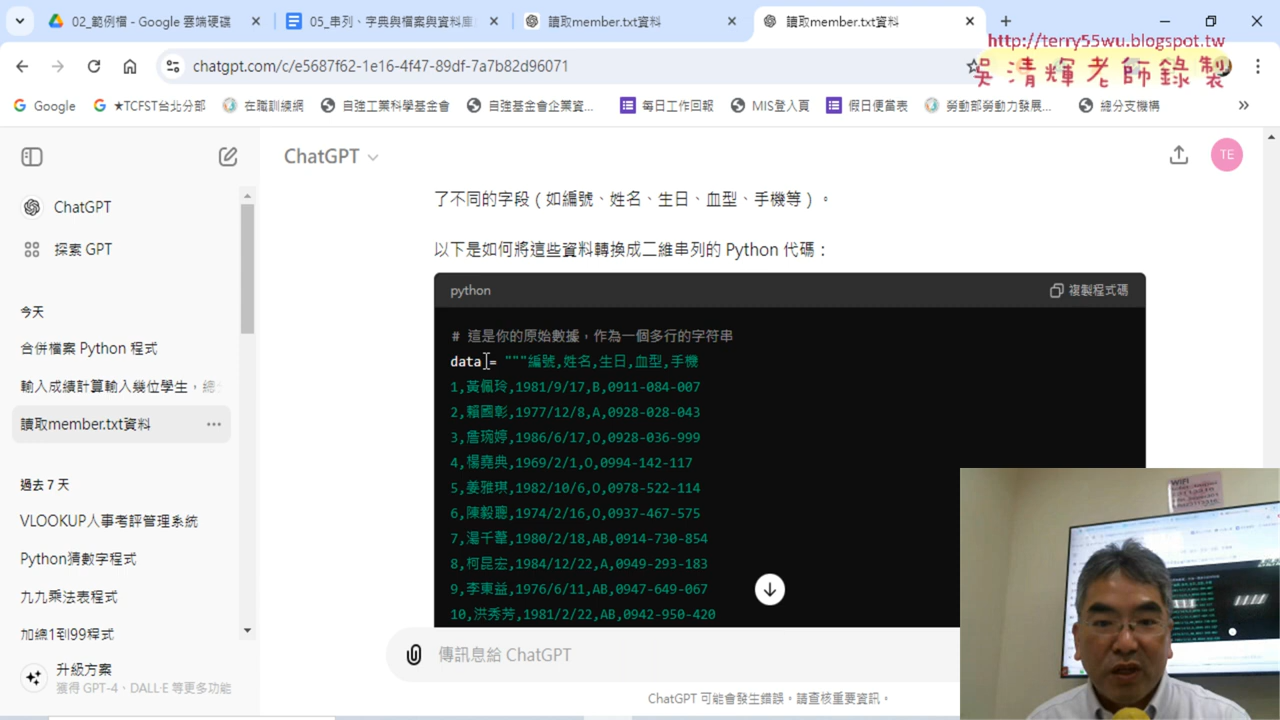 02_範例檔 - Google 雲端硬碟
05_串列、字典與檔案與資料庫
讀取member.txt資料
讀取member.txt資料
http://terry55wu.blogspot.tw
吳清輝老師錄製
chatgpt.com/c/e5687f62-1e16-4f47-89df-7a7b82d96071
Google
★TCFST台北分部
在職訓練網
自強工業科學基金會
自強基金會企業資...
每日工作回報
MIS登入頁
假日便當表
勞動部勞動力發展...
總分支機構
ChatGPT
TE
ChatGPT
探索 GPT
今天
合併檔案 Python 程式
輸入成績計算輸入幾位學生，總
讀取member.txt資料
過去 7 天
VLOOKUP人事考評管理系統
Python猜數字程式
九九乘法表程式
加總1到99程式
升級方案
獲得 GPT-4、DALL·E 等更多功能
了不同的字段（如編號、姓名、生日、血型、手機等）。
以下是如何將這些資料轉換成二維串列的 Python 代碼：
python
複製程式碼
# 這是你的原始數據，作為一個多行的字符串
data = """編號,姓名,生日,血型,手機
1,黃佩玲,1981/9/17,B,0911-084-007
2,賴國彰,1977/12/8,A,0928-028-043
3,詹琬婷,1986/6/17,O,0928-036-999
4,楊堯典,1969/2/1,O,0994-142-117
5,姜雅琪,1982/10/6,O,0978-522-114
6,陳毅聰,1974/2/16,O,0937-467-575
7,湯千葦,1980/2/18,AB,0914-730-854
8,柯昆宏,1984/12/22,A,0949-293-183
9,李東益,1976/6/11,AB,0947-649-067
10,洪秀芳,1981/2/22,AB,0942-950-420
傳訊息給 ChatGPT
ChatGPT 可能會發生錯誤。請查核重要資訊。
WIFI